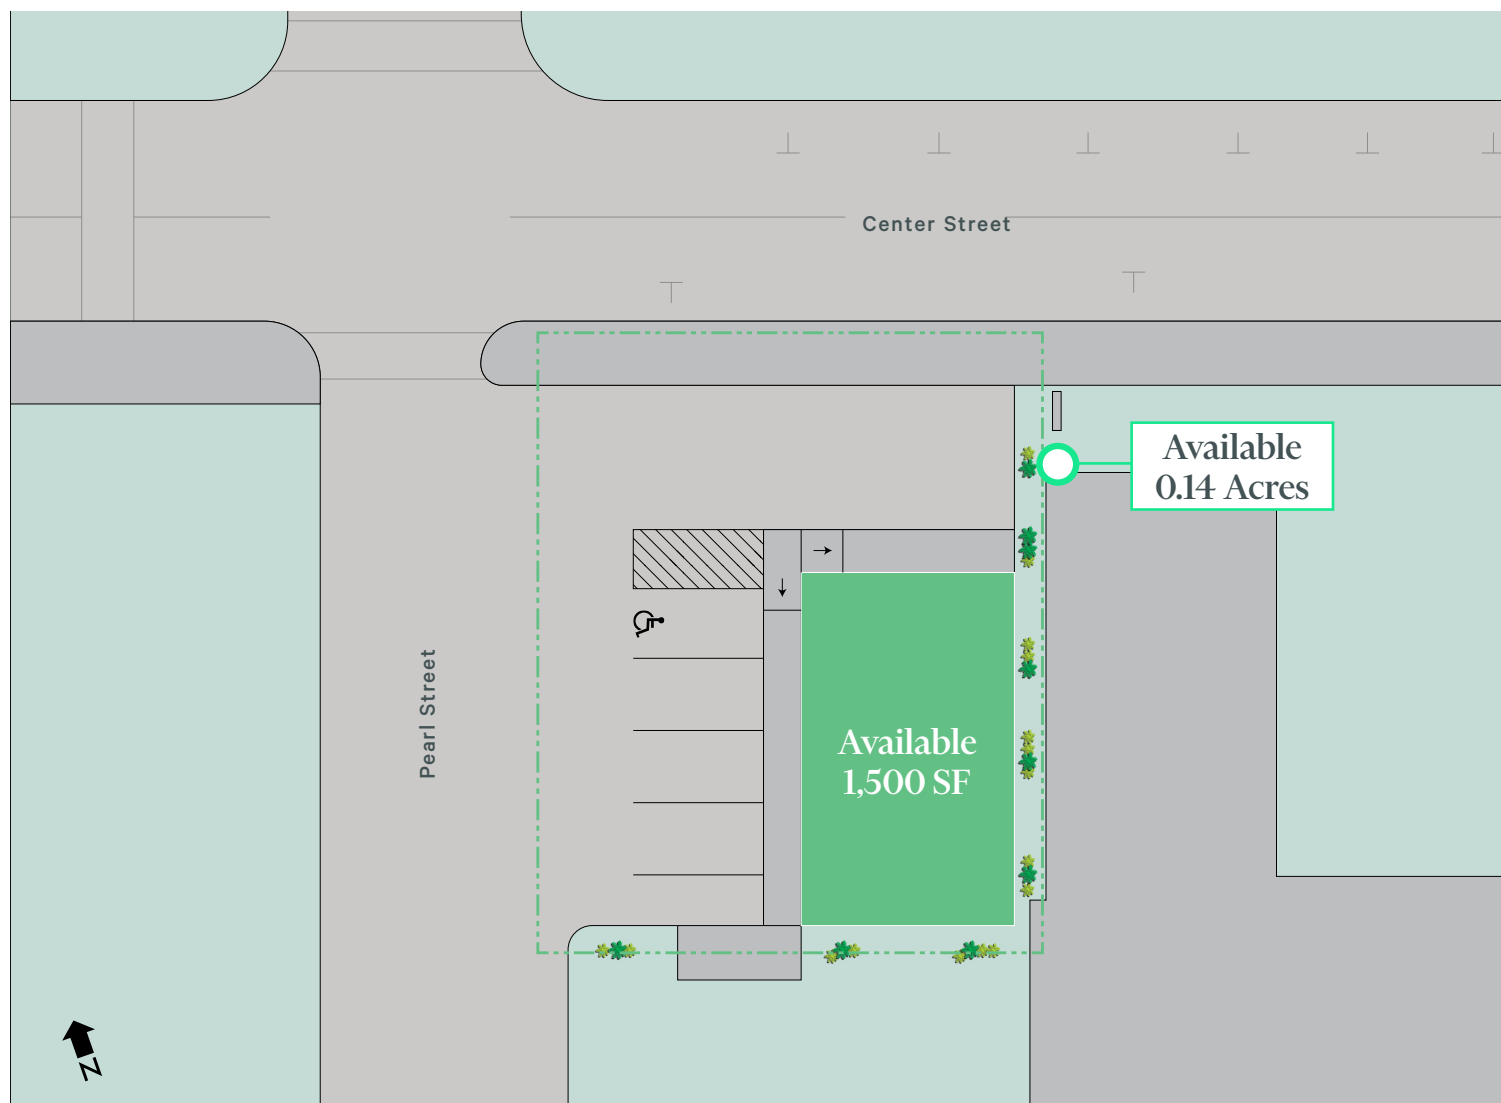 Center Street
Available
0.14 Acres
Pearl Street
Available
1,500 SF
N